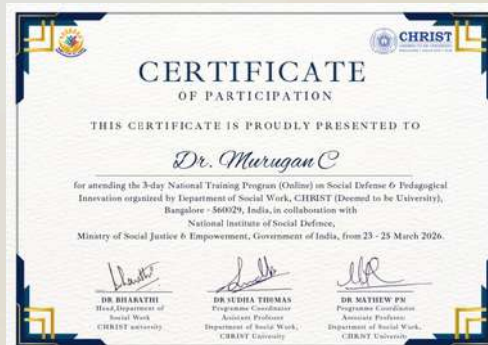 CHRIST
CERTIFICATE
OF PARTICIPATION
THIS CERTIFICATE IS PROUDLY PRESENTED TO
Dr. Murugan C
for attending the 3-day National Training Program (Online) on Social Defense & Pedagogical
Innovation organized by Department of Social Work, CHRIST (Deemed to be University),
Bangalore - 560029, India, in collaboration with
National institute of Social Defence,
Ministry of Social Justice & Empowerment, Government of India, from 23 - 25 March 2026.
DR BHARATHI
Head, Department of
Social Work
CHRIST university
DR SUDHA THOMAS
Programme Coordinator
Assistant Professor
Department of Social Work,
CHRIST University
DR MATHEW PM
Programme Coordinator
Associate Professor
Department of Social Work,
CHRIST University